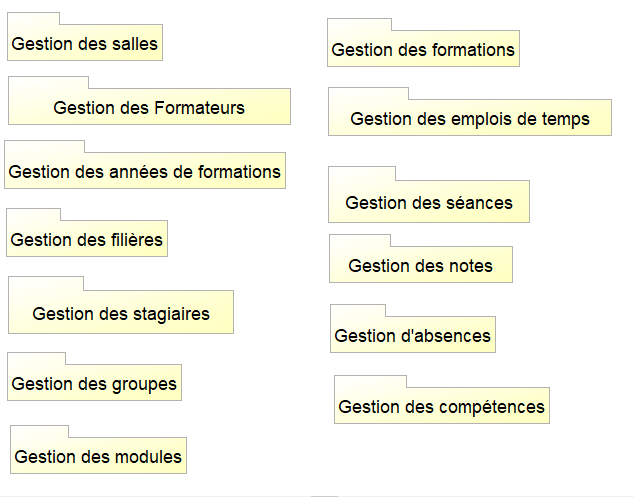 Gestion des salles
Gestion des Formateurs
Gestion des années de formations
Gestion des filières
Gestion des stagiaires
Gestion des groupes
Gestion des modules
Gestion des formations
Gestion des emplois de temps
Gestion des séances
Gestion des notes
Gestion d'absences
Gestion des compétences